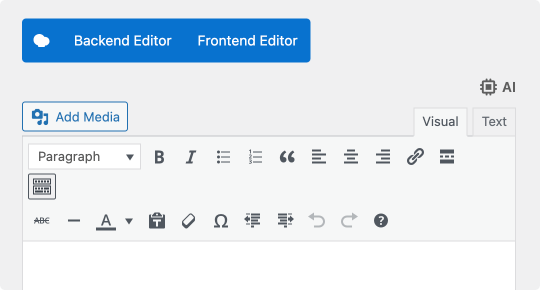 Backend Editor Frontend Editor
AI
Add Media
Visual Text
Paragraph
ABC A